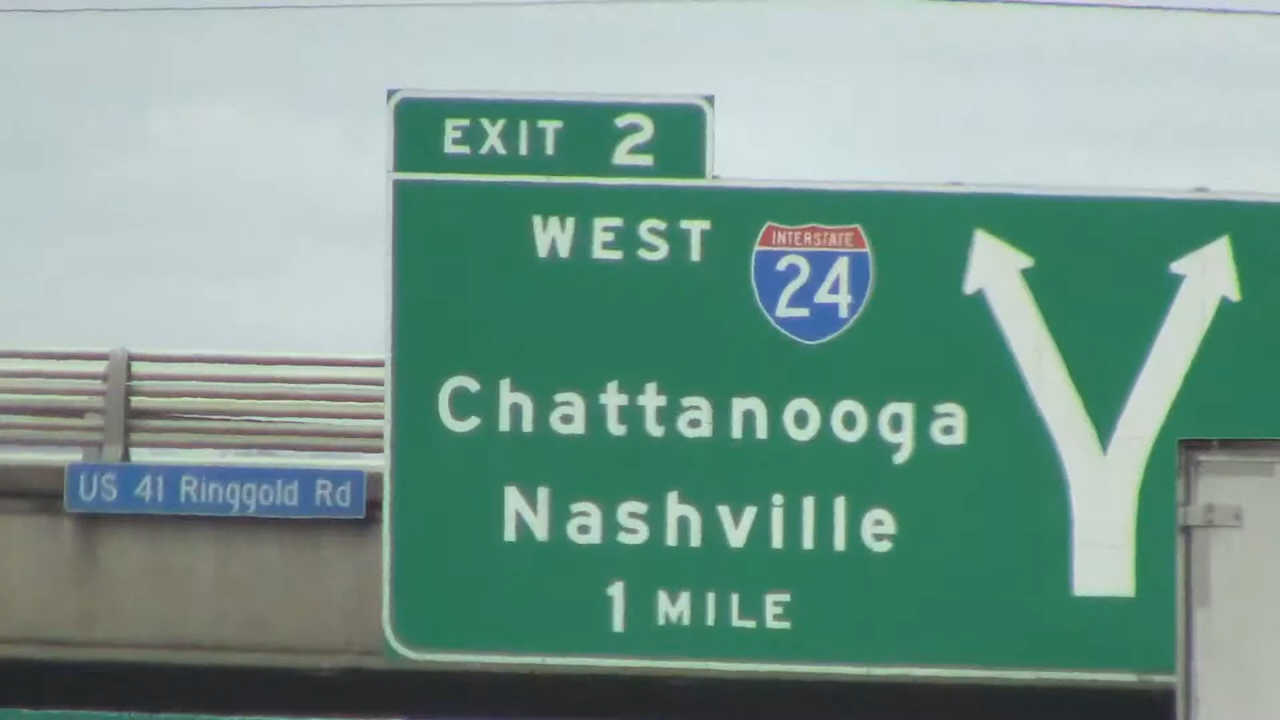 EXIT 2
WEST INTERSTATE 24
Chattanooga
Nashville
1 MILE
US 41 Ringgold Rd